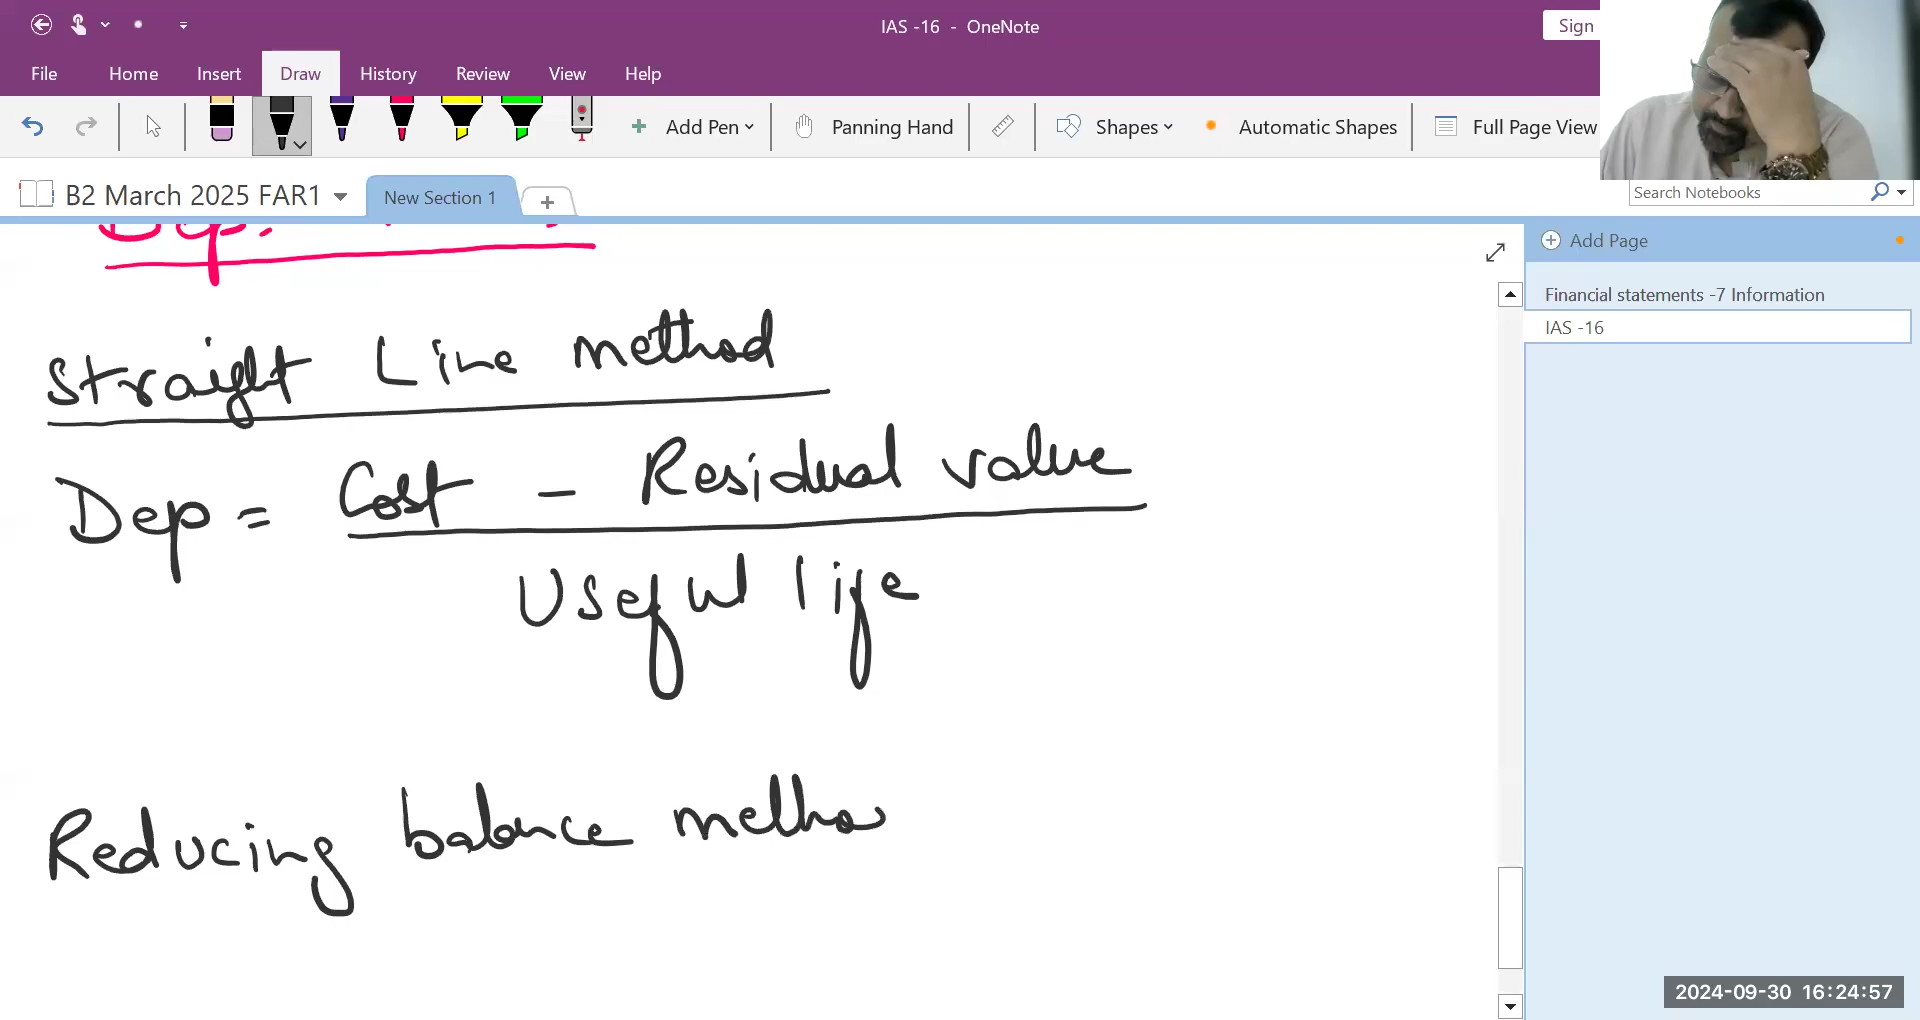 IAS -16 - OneNote
Sign
File Home Insert Draw History Review View Help
Add Pen Panning Hand Shapes Automatic Shapes Full Page View
B2 March 2025 FAR1 New Section 1
Search Notebooks
Dep.
Add Page
Financial statements -7 Information
IAS -16
Straight Line method
Dep = Cost - Residual value
Useful life
Reducing balance metho
2024-09-30 16:24:57